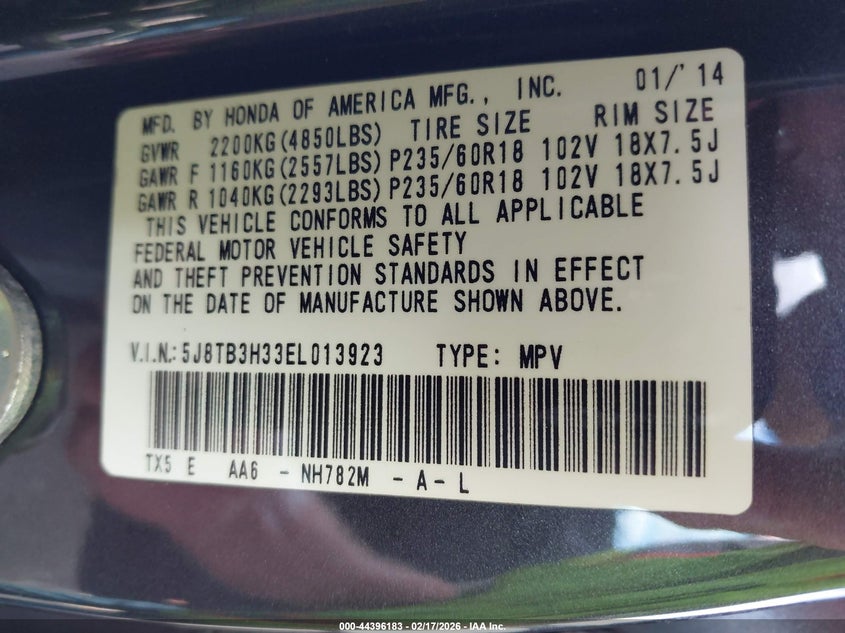 MFD. BY HONDA OF AMERICA MFG., INC. 01/'14
GVWR 2200KG(4850LBS) TIRE SIZE RIM SIZE
GAWR F 1160KG(2557LBS) P235/60R18 102V 18X7.5J
GAWR R 1040KG(2293LBS) P235/60R18 102V 18X7.5J
THIS VEHICLE CONFORMS TO ALL APPLICABLE
FEDERAL MOTOR VEHICLE SAFETY
AND THEFT PREVENTION STANDARDS IN EFFECT
ON THE DATE OF MANUFACTURE SHOWN ABOVE.
V.I.N.: 5J8TB3H33EL013923 TYPE: MPV
TX5 E AA6 - NH782M - A - L
000-44396183 - 02/17/2026 - IAA Inc.